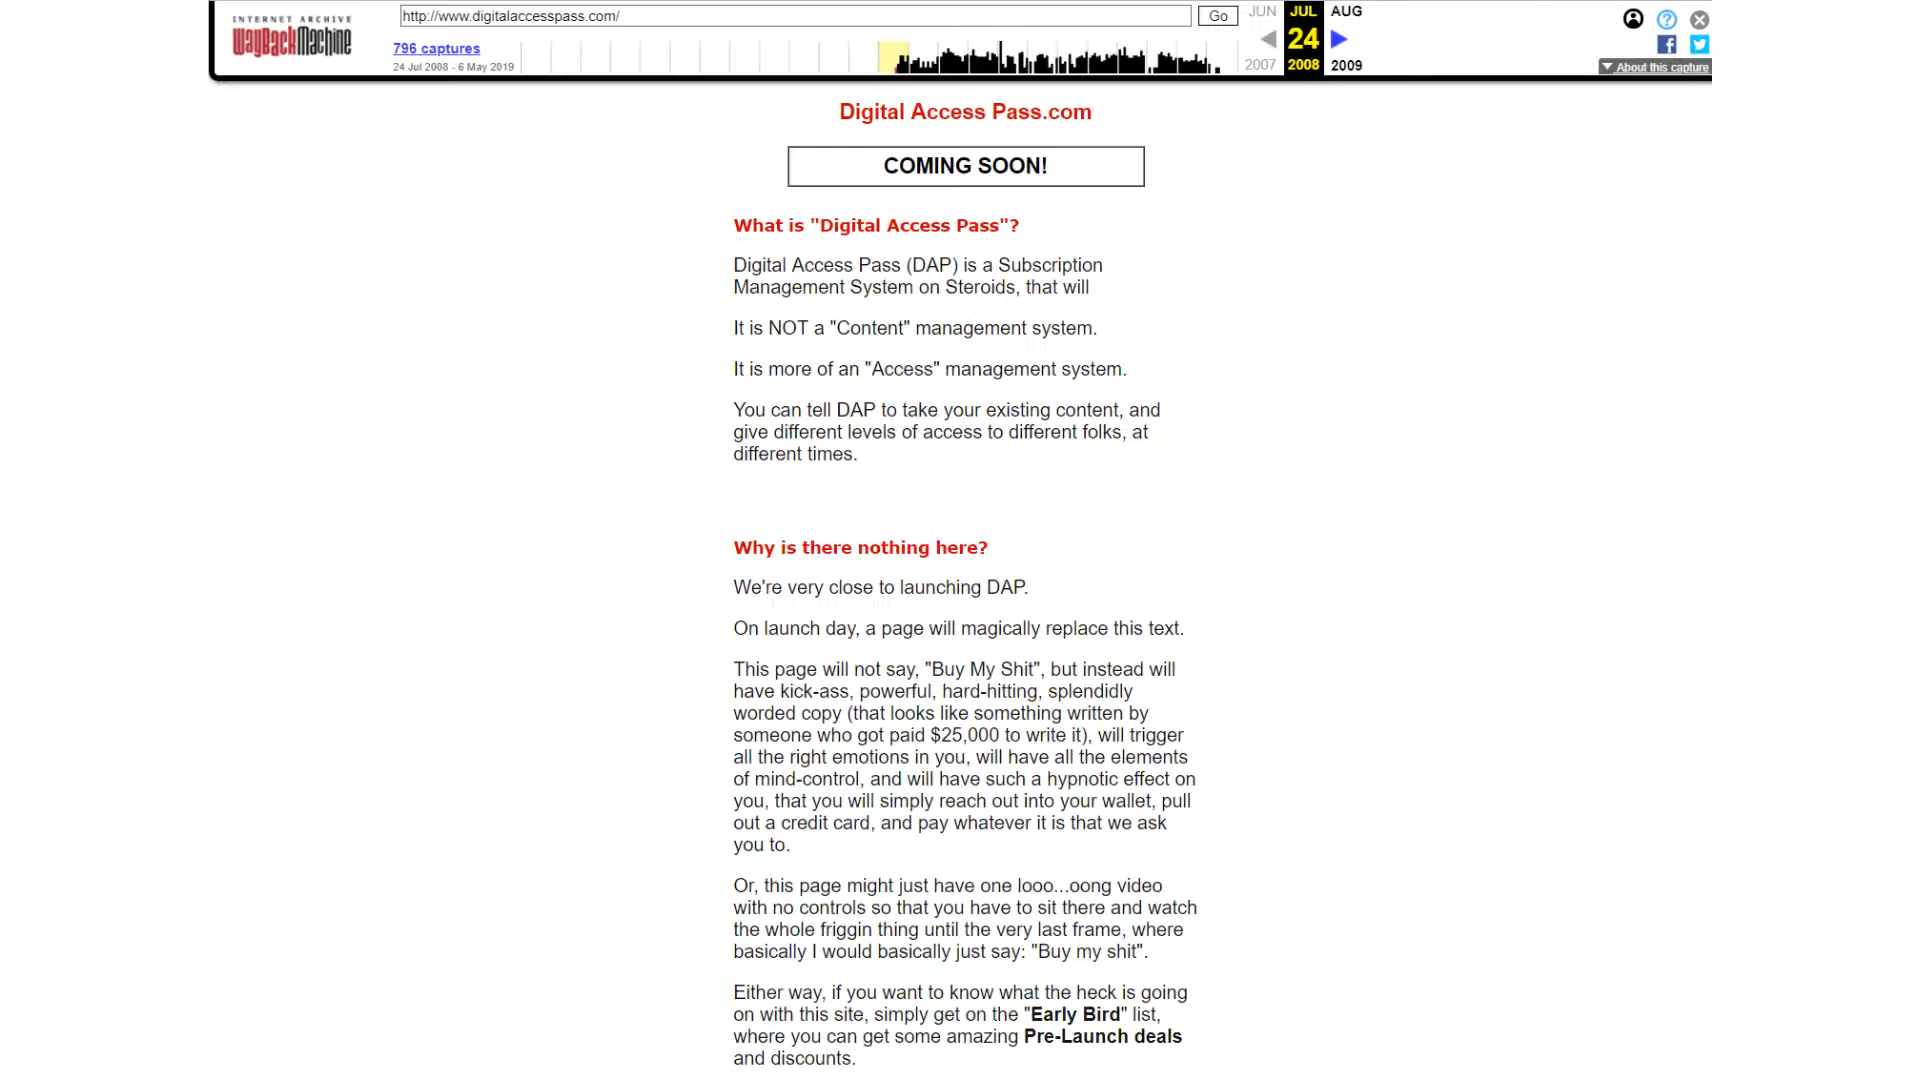 INTERNET ARCHIVE
WayBackMachine
http://www.digitalaccesspass.com/
Go
JUN
JUL
AUG
796 captures
24
24 Jul 2008 - 6 May 2019
2007
2008
2009
About this capture
Digital Access Pass.com
COMING SOON!
What is "Digital Access Pass"?
Digital Access Pass (DAP) is a Subscription
Management System on Steroids, that will
It is NOT a "Content" management system.
It is more of an "Access" management system.
You can tell DAP to take your existing content, and
give different levels of access to different folks, at
different times.
Why is there nothing here?
We're very close to launching DAP.
On launch day, a page will magically replace this text.
This page will not say, "Buy My Shit", but instead will
have kick-ass, powerful, hard-hitting, splendidly
worded copy (that looks like something written by
someone who got paid $25,000 to write it), will trigger
all the right emotions in you, will have all the elements
of mind-control, and will have such a hypnotic effect on
you, that you will simply reach out into your wallet, pull
out a credit card, and pay whatever it is that we ask
you to.
Or, this page might just have one looo...oong video
with no controls so that you have to sit there and watch
the whole friggin thing until the very last frame, where
basically I would basically just say: "Buy my shit".
Either way, if you want to know what the heck is going
on with this site, simply get on the "Early Bird" list,
where you can get some amazing Pre-Launch deals
and discounts.